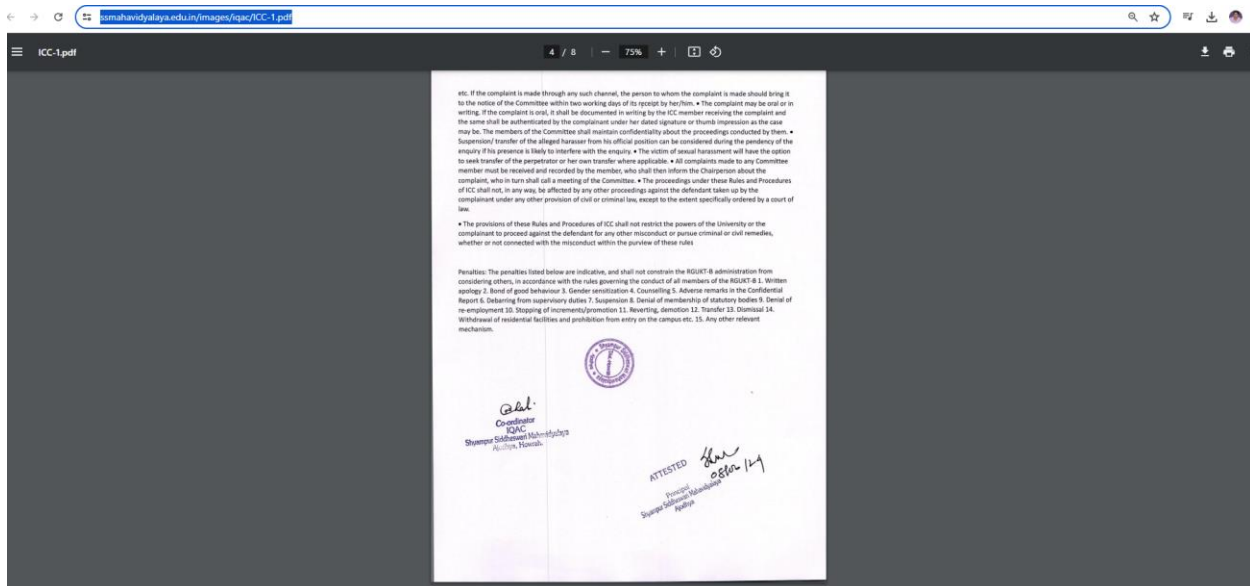 ssmahavidyalaya.edu.in/images/iqac/ICC-1.pdf
ICC-1.pdf
4 / 8
75%
etc. If the complaint is made through any such channel, the person to whom the complaint is made should bring it
to the notice of the Committee within two working days of its receipt by her/him. • The complaint may be oral or in
writing. If the complaint is oral, it shall be documented in writing by the ICC member receiving the complaint and
the same shall be authenticated by the complainant under her dated signature or thumb impression as the case
may be. The members of the Committee shall maintain confidentiality about the proceedings conducted by them. •
Suspension/ transfer of the alleged harasser from his official position can be considered during the pendency of the
enquiry if his presence is likely to interfere with the enquiry. • The victim of sexual harassment will have the option
to seek transfer of the perpetrator or her own transfer where applicable. • All complaints made to any Committee
member must be received and recorded by the member, who shall then inform the Chairperson about the
complaint, who in turn shall call a meeting of the Committee. • The proceedings under these Rules and Procedures
of ICC shall not, in any way, be affected by any other proceedings against the defendant taken up by the
complainant under any other provision of civil or criminal law, except to the extent specifically ordered by a court of
law.
• The provisions of these Rules and Procedures of ICC shall not restrict the powers of the University or the
complainant to proceed against the defendant for any other misconduct or pursue criminal or civil remedies,
whether or not connected with the misconduct within the purview of these rules
Penalties: The penalties listed below are indicative, and shall not constrain the RGUKT-B administration from
considering others, in accordance with the rules governing the conduct of all members of the RGUKT-B 1. Written
apology 2. Bond of good behaviour 3. Gender sensitization 4. Counselling 5. Adverse remarks in the Confidential
Report 6. Debarring from supervisory duties 7. Suspension 8. Denial of membership of statutory bodies 9. Denial of
re-employment 10. Stopping of increments/promotion 11. Reverting, demotion 12. Transfer 13. Dismissal 14.
Withdrawal of residential facilities and prohibition from entry on the campus etc. 15. Any other relevant
mechanism.
Co-ordinator
IQAC
Shyampur Siddheswari Mahavidyalaya
Ajodhya, Howrah.
ATTESTED
Principal
Shyampur Siddheswari Mahavidyalaya
Ajodhya